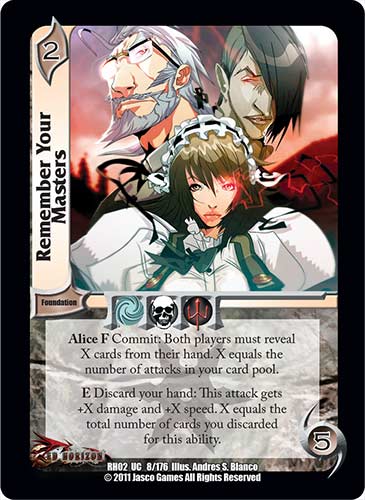 2
Remember Your
Masters
Foundation
Alice F Commit: Both players must reveal
X cards from their hand. X equals the
number of attacks in your card pool.
E Discard your hand: This attack gets
+X damage and +X speed. X equals the
total number of cards you discarded
for this ability.
5
RED HORIZON
RH02 UC 8/176 Illus. Andres S. Blanco
© 2011 Jasco Games All Rights Reserved